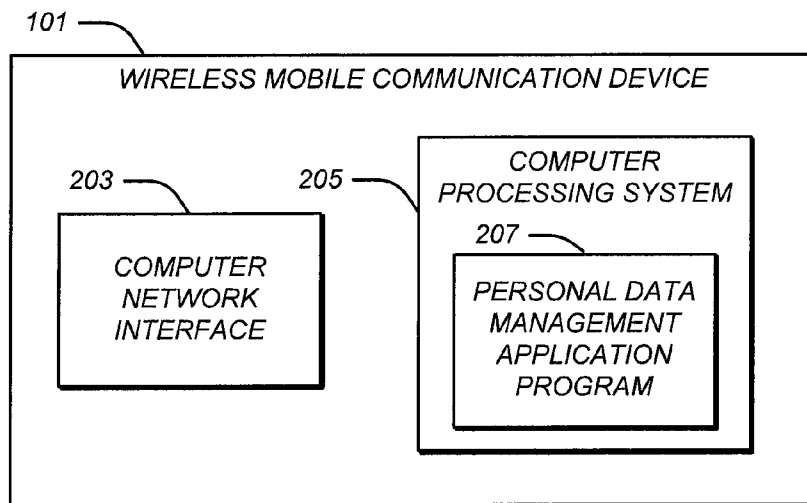 101
WIRELESS MOBILE COMMUNICATION DEVICE
203
COMPUTER
NETWORK
INTERFACE
205
COMPUTER
PROCESSING SYSTEM
207
PERSONAL DATA
MANAGEMENT
APPLICATION
PROGRAM